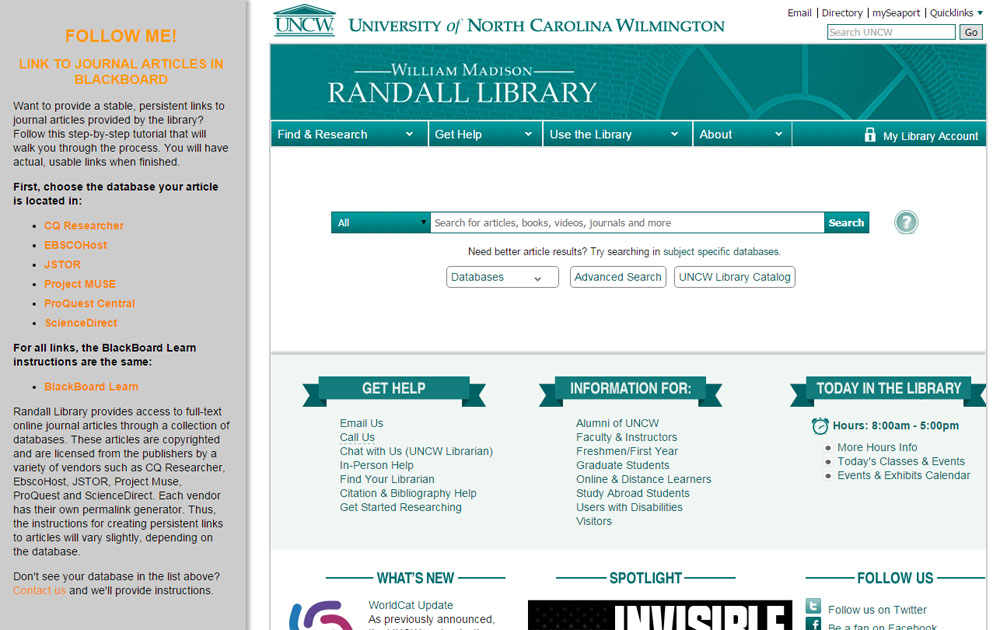 FOLLOW ME!
LINK TO JOURNAL ARTICLES IN
BLACKBOARD
Want to provide a stable, persistent links to
journal articles provided by the library?
Follow this step-by-step tutorial that will
walk you through the process. You will have
actual, usable links when finished.
First, choose the database your article
is located in:
CQ Researcher
EBSCOHost
JSTOR
Project MUSE
ProQuest Central
ScienceDirect
For all links, the BlackBoard Learn
instructions are the same:
BlackBoard Learn
Randall Library provides access to full-text
online journal articles through a collection of
databases. These articles are copyrighted
and are licensed from the publishers by a
variety of vendors such as CQ Researcher,
EbscoHost, JSTOR, Project Muse,
ProQuest and ScienceDirect. Each vendor
has their own permalink generator. Thus,
the instructions for creating persistent links
to articles will vary slightly, depending on
the database.
Don't see your database in the list above?
Contact us and we'll provide instructions.
UNCW
UNIVERSITY of NORTH CAROLINA WILMINGTON
Email | Directory | mySeaport | Quicklinks
Search UNCW Go
WILLIAM MADISON
RANDALL LIBRARY
Find & Research Get Help Use the Library About My Library Account
All Search for articles, books, videos, journals and more Search ?
Need better article results? Try searching in subject specific databases.
Databases Advanced Search UNCW Library Catalog
GET HELP
Email Us
Call Us
Chat with Us (UNCW Librarian)
In-Person Help
Find Your Librarian
Citation & Bibliography Help
Get Started Researching
INFORMATION FOR:
Alumni of UNCW
Faculty & Instructors
Freshmen/First Year
Graduate Students
Online & Distance Learners
Study Abroad Students
Users with Disabilities
Visitors
TODAY IN THE LIBRARY
Hours: 8:00am - 5:00pm
More Hours Info
Today's Classes & Events
Events & Exhibits Calendar
WHAT'S NEW
WorldCat Update
As previously announced,
SPOTLIGHT
INVISIBLE
FOLLOW US
Follow us on Twitter
Be a fan on Facebook